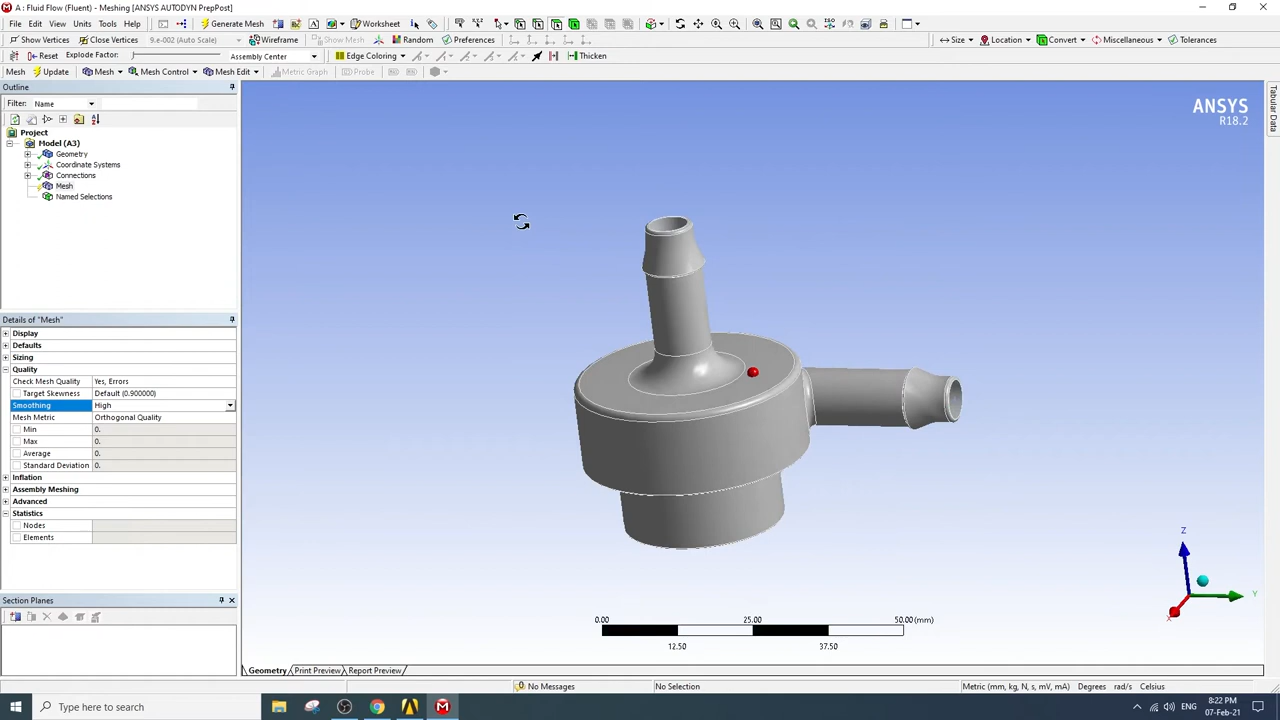 A : Fluid Flow (Fluent) - Meshing [ANSYS AUTODYN PrepPost]
File Edit View Units Tools Help Generate Mesh Worksheet
Show Vertices Close Vertices 9.e-002 (Auto Scale) Wireframe Show Mesh Random Preferences Size Location Convert Miscellaneous Tolerances
Reset Explode Factor: Assembly Center Edge Coloring Thicken
Mesh Update Mesh Mesh Control Mesh Edit Metric Graph Probe
Outline
Filter: Name
Project
Model (A3)
Geometry
Coordinate Systems
Connections
Mesh
Named Selections
ANSYS
R18.2
Tabular Data
Details of "Mesh"
Display
Defaults
Sizing
Quality
Check Mesh Quality Yes, Errors
Target Skewness Default (0.900000)
Smoothing High
Mesh Metric Orthogonal Quality
Min 0.
Max 0.
Average 0.
Standard Deviation 0.
Inflation
Assembly Meshing
Advanced
Statistics
Nodes
Elements
Section Planes
Z
Y
X
0.00 25.00 50.00 (mm)
12.50 37.50
Geometry Print Preview Report Preview
0 No Messages No Selection Metric (mm, kg, N, s, mV, mA) Degrees rad/s Celsius
Type here to search
ENG
8:22 PM
07-Feb-21